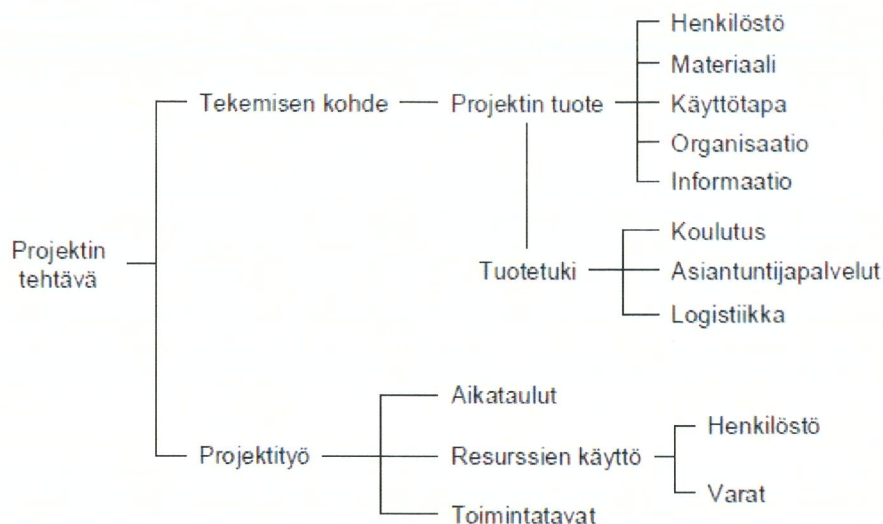 Henkilöstö
Materiaali
Tekemisen kohde
Projektin tuote
Käyttötapa
Organisaatio
Informaatio
Projektin
tehtävä
Koulutus
Tuotetuki
Asiantuntijapalvelut
Logistiikka
Aikataulut
Projektityö
Resurssien käyttö
Henkilöstö
Varat
Toimintatavat